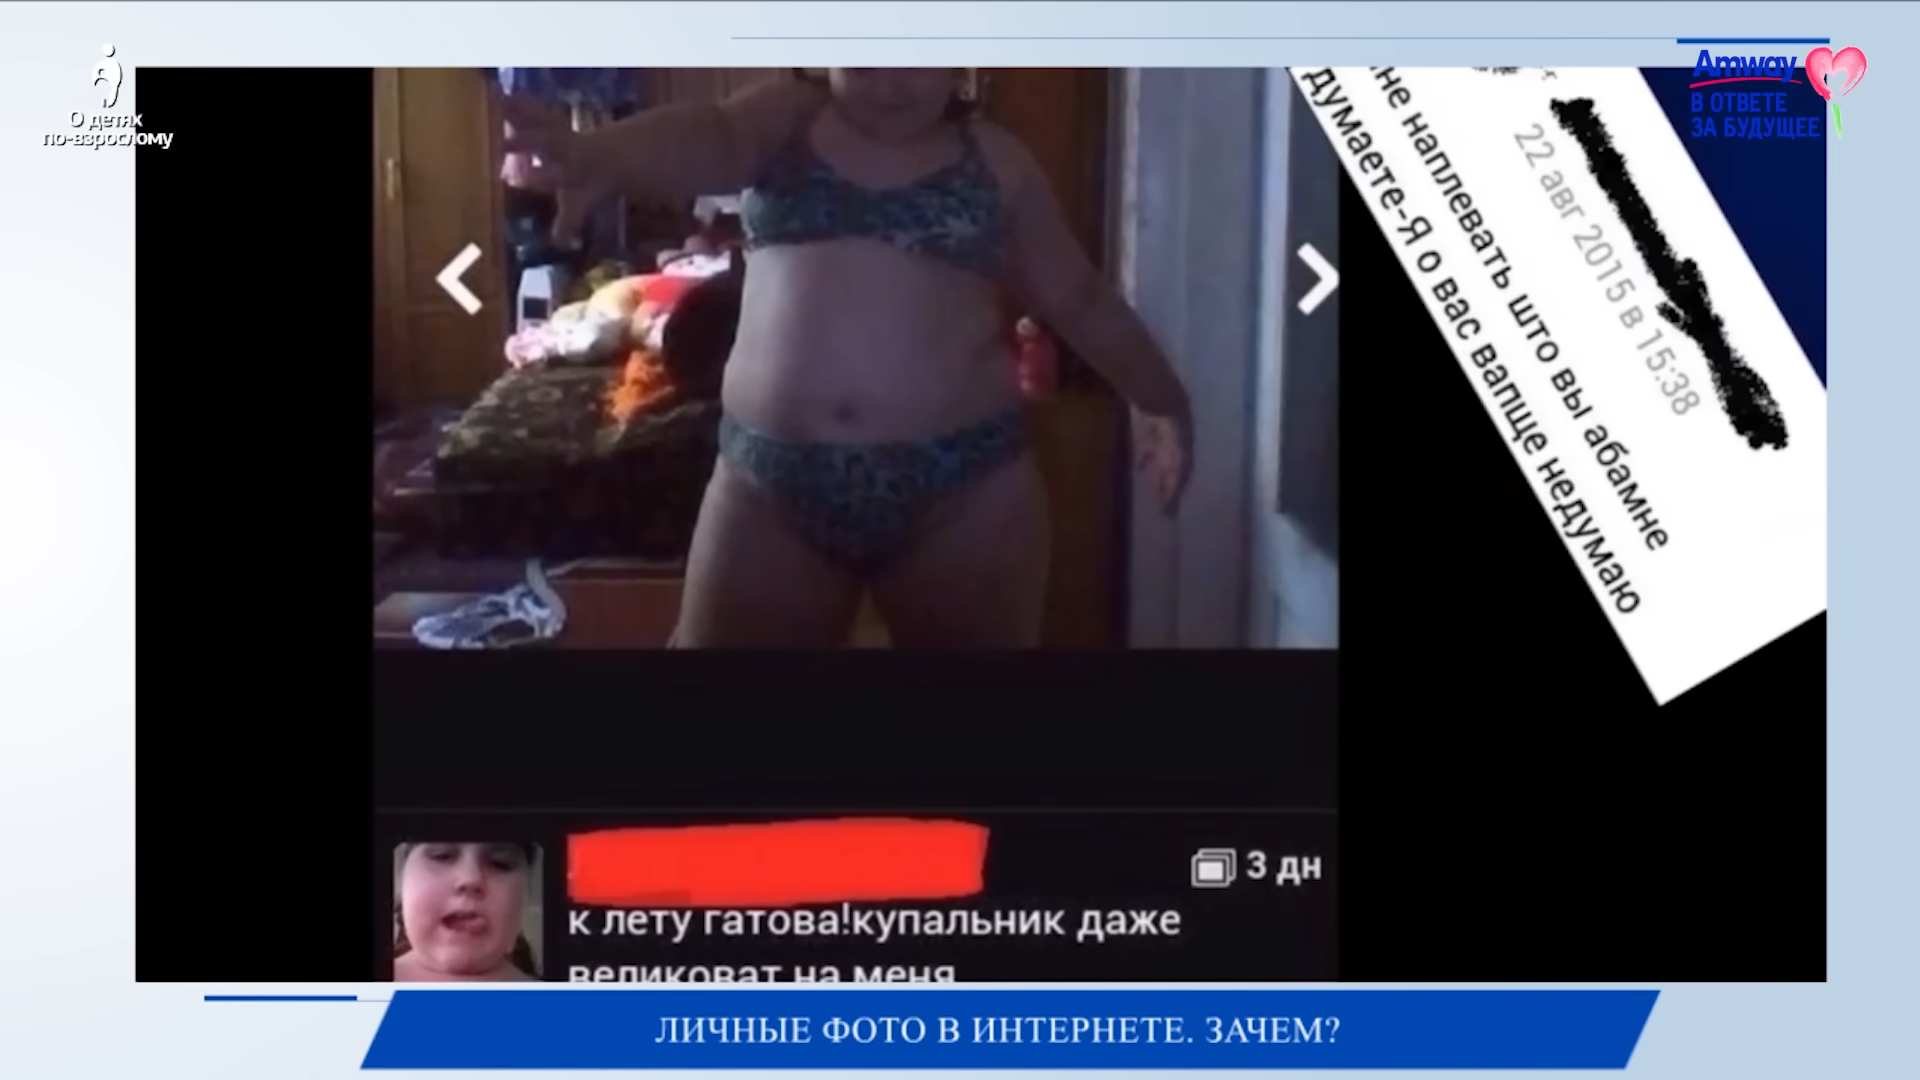 О детях
по-взрослому
Amway
В ОТВЕТЕ
ЗА БУДУЩЕЕ
22 авг 2015 в 15:38
не наплевать што вы абамне
думаете-Я о вас вапще недумаю
3 дн
к лету гатова!купальник даже
великоват на меня
ЛИЧНЫЕ ФОТО В ИНТЕРНЕТЕ. ЗАЧЕМ?